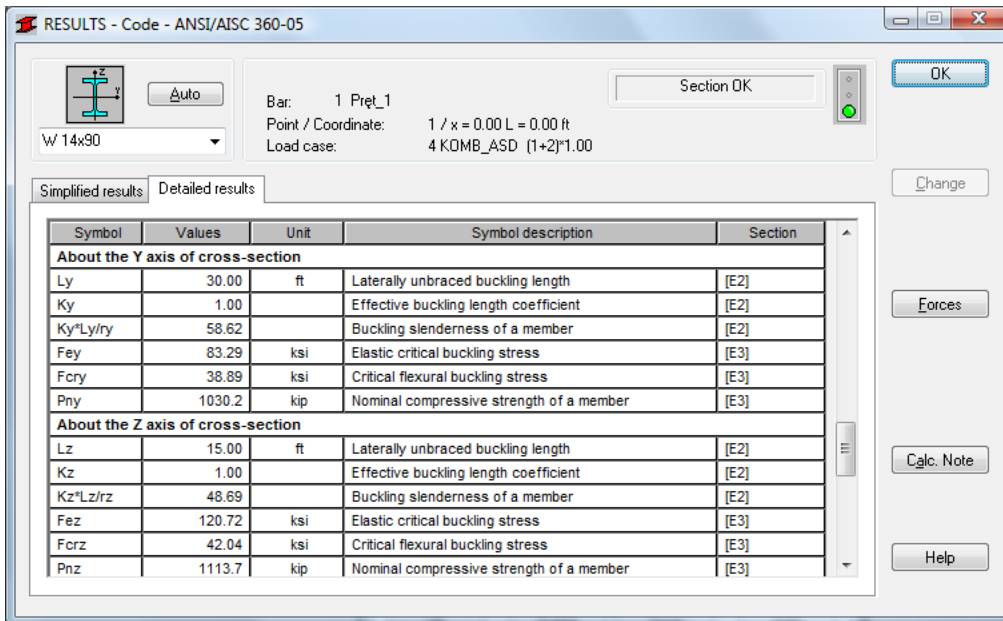 RESULTS - Code - ANSI/AISC 360-05
z
y
Auto
W 14x90
Bar: 1 Pręt_1
Point / Coordinate: 1 / x = 0.00 L = 0.00 ft
Load case: 4 KOMB_ASD (1+2)*1.00
Section OK
OK
Change
Forces
Calc. Note
Help
Simplified results Detailed results
Symbol Values Unit Symbol description Section
About the Y axis of cross-section
Ly 30.00 ft Laterally unbraced buckling length [E2]
Ky 1.00 Effective buckling length coefficient [E2]
Ky*Ly/ry 58.62 Buckling slenderness of a member [E2]
Fey 83.29 ksi Elastic critical buckling stress [E3]
Fcry 38.89 ksi Critical flexural buckling stress [E3]
Pny 1030.2 kip Nominal compressive strength of a member [E3]
About the Z axis of cross-section
Lz 15.00 ft Laterally unbraced buckling length [E2]
Kz 1.00 Effective buckling length coefficient [E2]
Kz*Lz/rz 48.69 Buckling slenderness of a member [E2]
Fez 120.72 ksi Elastic critical buckling stress [E3]
Fcrz 42.04 ksi Critical flexural buckling stress [E3]
Pnz 1113.7 kip Nominal compressive strength of a member [E3]